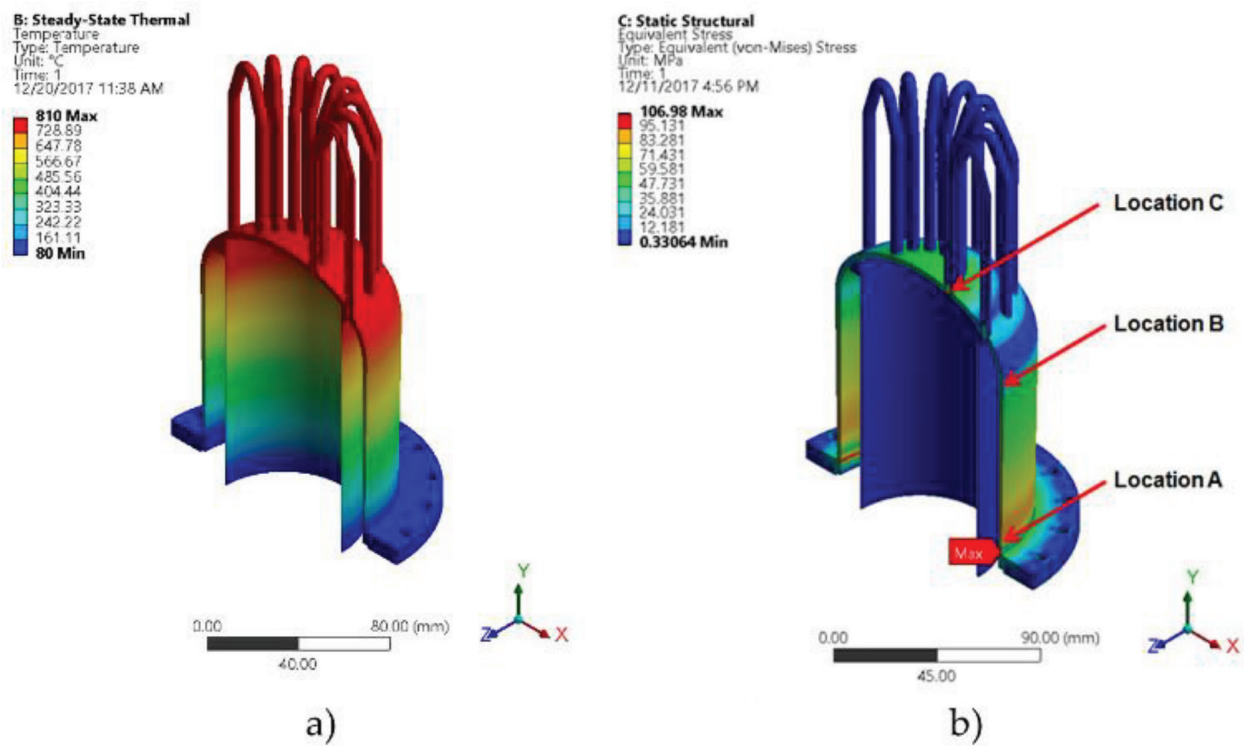 B: Steady-State Thermal
Temperature
Type: Temperature
Unit: °C
Time: 1
12/20/2017 11:38 AM
810 Max
728.89
647.78
566.67
485.56
404.44
323.33
242.22
161.11
80 Min
0.00
80.00 (mm)
40.00
Y
Z
X
a)
C: Static Structural
Equivalent Stress
Type: Equivalent (von-Mises) Stress
Unit: MPa
Time: 1
12/11/2017 4:56 PM
106.98 Max
95.131
83.281
71.431
59.581
47.731
35.881
24.031
12.181
0.33064 Min
Location C
Location B
Location A
Max
0.00
90.00 (mm)
45.00
Y
Z
X
b)